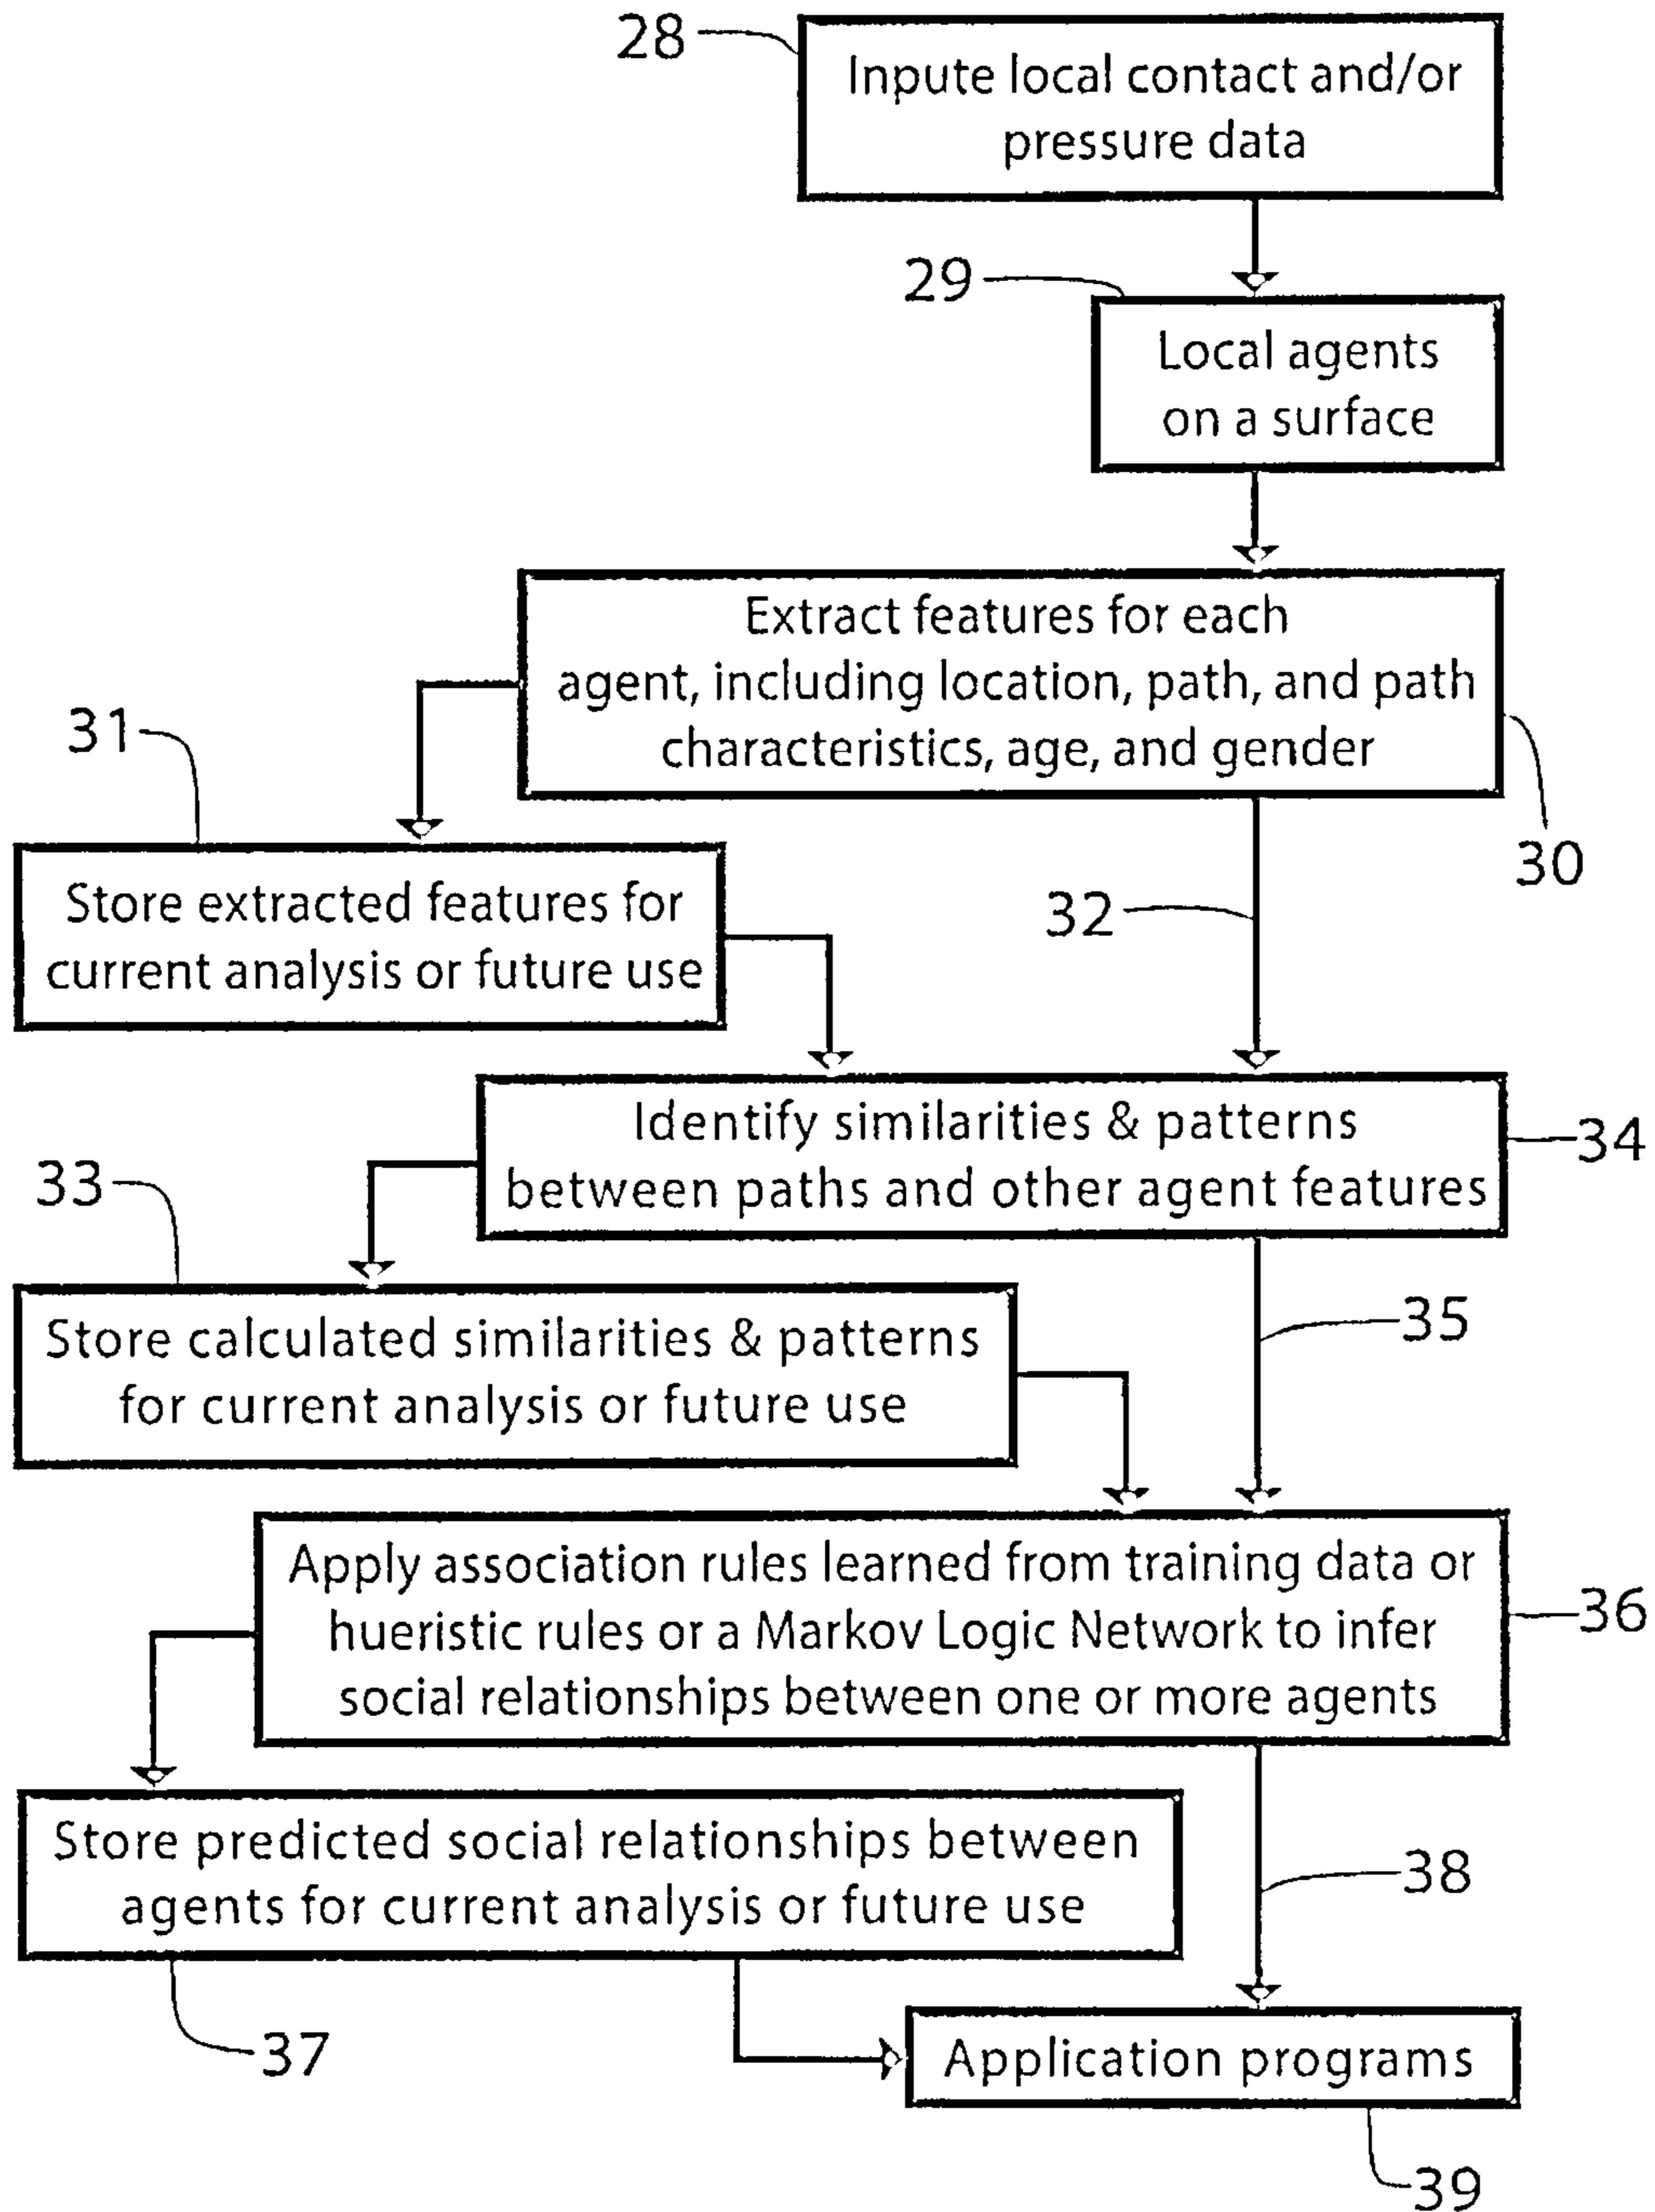 28
Inpute local contact and/or
pressure data
29
Local agents
on a surface
Extract features for each
agent, including location, path, and path
characteristics, age, and gender
30
31
Store extracted features for
current analysis or future use
32
Identify similarities & patterns
between paths and other agent features
34
33
Store calculated similarities & patterns
for current analysis or future use
35
Apply association rules learned from training data or
hueristic rules or a Markov Logic Network to infer
social relationships between one or more agents
36
Store predicted social relationships between
agents for current analysis or future use
37
38
Application programs
39